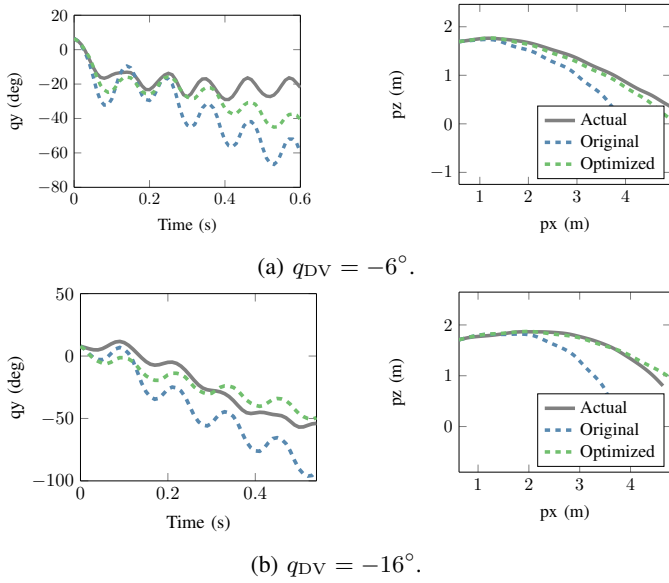 20
0
−20
−40
−60
−80
0
0.2
0.4
0.6
qy (deg)
Time (s)
2
1
0
−1
1
2
3
4
pz (m)
px (m)
Actual
Original
Optimized
(a) qDV = −6°.
50
0
−50
−100
0
0.2
0.4
qy (deg)
Time (s)
2
1
0
1
2
3
4
pz (m)
px (m)
Actual
Original
Optimized
(b) qDV = −16°.